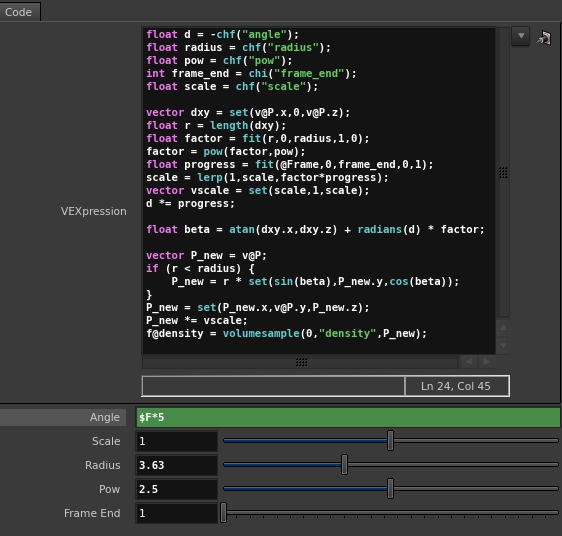 Code
float d = -chf("angle");
float radius = chf("radius");
float pow = chf("pow");
int frame_end = chi("frame_end");
float scale = chf("scale");
vector dxy = set(v@P.x,0,v@P.z);
float r = length(dxy);
float factor = fit(r,0,radius,1,0);
factor = pow(factor,pow);
float progress = fit(@Frame,0,frame_end,0,1);
scale = lerp(1,scale,factor*progress);
vector vscale = set(scale,1,scale);
d *= progress;
VEXpression
float beta = atan(dxy.x,dxy.z) + radians(d) * factor;
vector P_new = v@P;
if (r < radius) {
P_new = r * set(sin(beta),P_new.y,cos(beta));
}
P_new = set(P_new.x,v@P.y,P_new.z);
P_new *= vscale;
f@density = volumesample(0,"density",P_new);
Ln 24, Col 45
Angle $F*5
Scale 1
Radius 3.63
Pow 2.5
Frame End 1